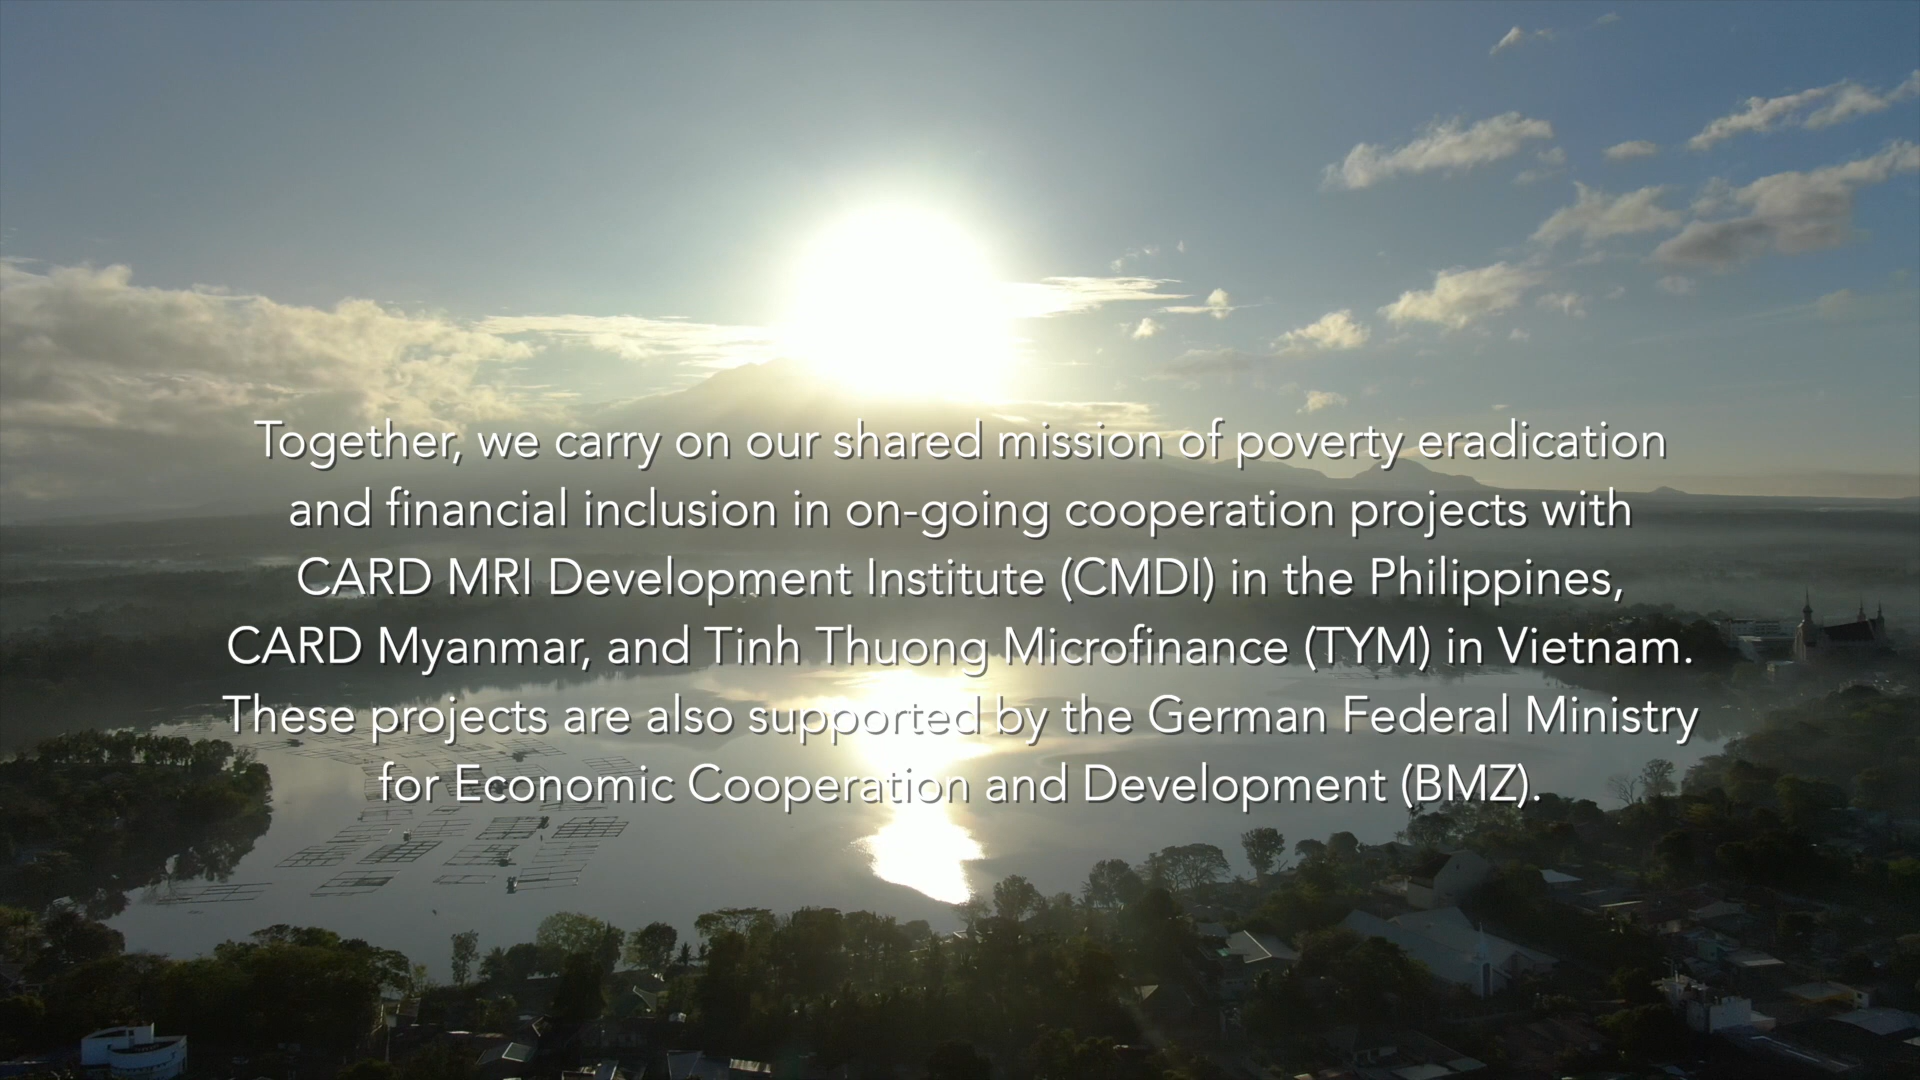 Together, we carry on our shared mission of poverty eradication
and financial inclusion in on-going cooperation projects with
CARD MRI Development Institute (CMDI) in the Philippines,
CARD Myanmar, and Tinh Thuong Microfinance (TYM) in Vietnam.
These projects are also supported by the German Federal Ministry
for Economic Cooperation and Development (BMZ).